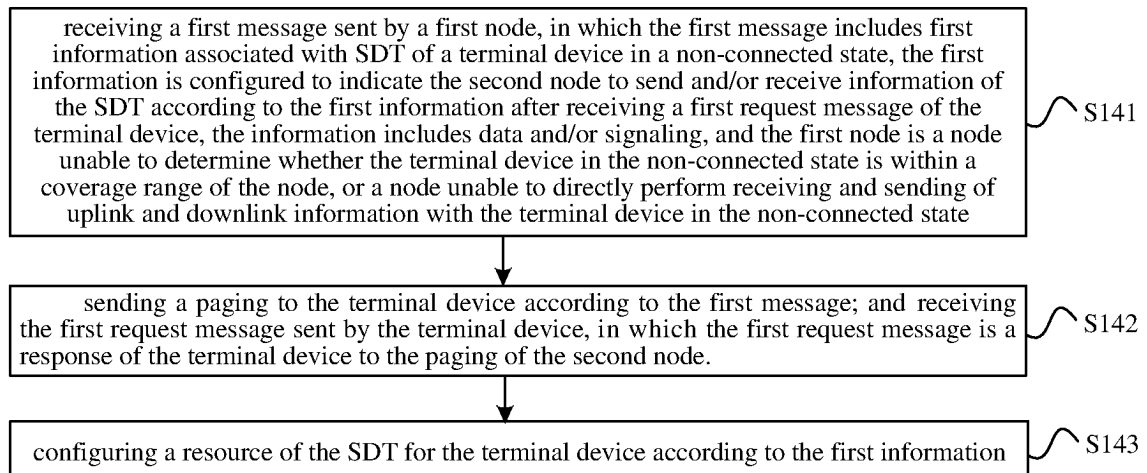 receiving a first message sent by a first node, in which the first message includes first
information associated with SDT of a terminal device in a non-connected state, the first
information is configured to indicate the second node to send and/or receive information of
the SDT according to the first information after receiving a first request message of the
terminal device, the information includes data and/or signaling, and the first node is a node
unable to determine whether the terminal device in the non-connected state is within a
coverage range of the node, or a node unable to directly perform receiving and sending of
uplink and downlink information with the terminal device in the non-connected state
S141
sending a paging to the terminal device according to the first message; and receiving
the first request message sent by the terminal device, in which the first request message is a
response of the terminal device to the paging of the second node.
S142
configuring a resource of the SDT for the terminal device according to the first information
S143